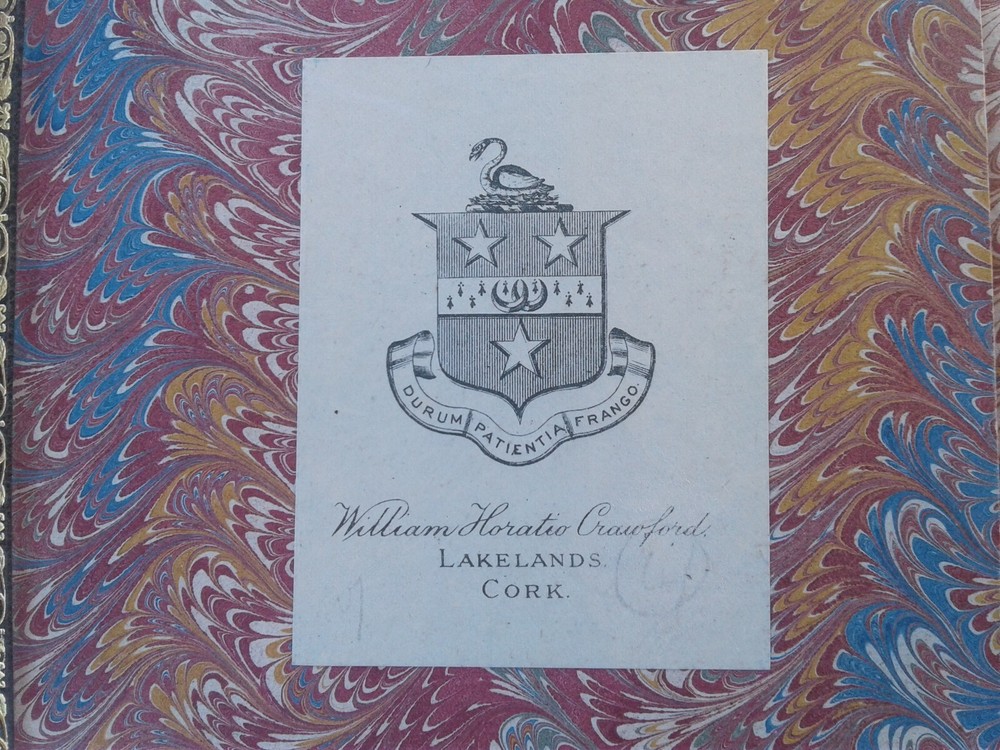 DURUM PATIENTIA FRANGO.
William Horatio Crawford.
LAKELANDS.
CORK.